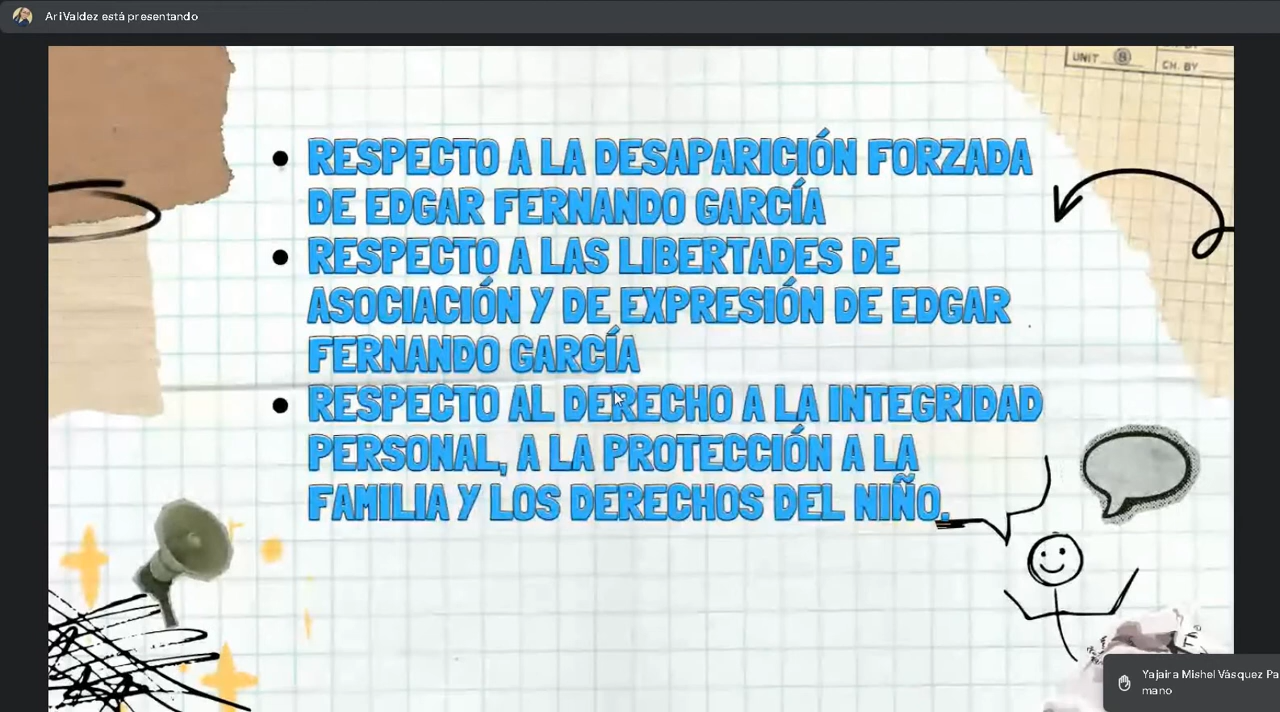 Ari Valdez está presentando
UNIT 8
CH. BY
RESPECTO A LA DESAPARICIÓN FORZADA
DE EDGAR FERNANDO GARCÍA
RESPECTO A LAS LIBERTADES DE
ASOCIACIÓN Y DE EXPRESIÓN DE EDGAR
FERNANDO GARCÍA
RESPECTO AL DERECHO A LA INTEGRIDAD
PERSONAL, A LA PROTECCIÓN A LA
FAMILIA Y LOS DERECHOS DEL NIÑO.
The
Yajaira Mishel Vásquez Pa
mano